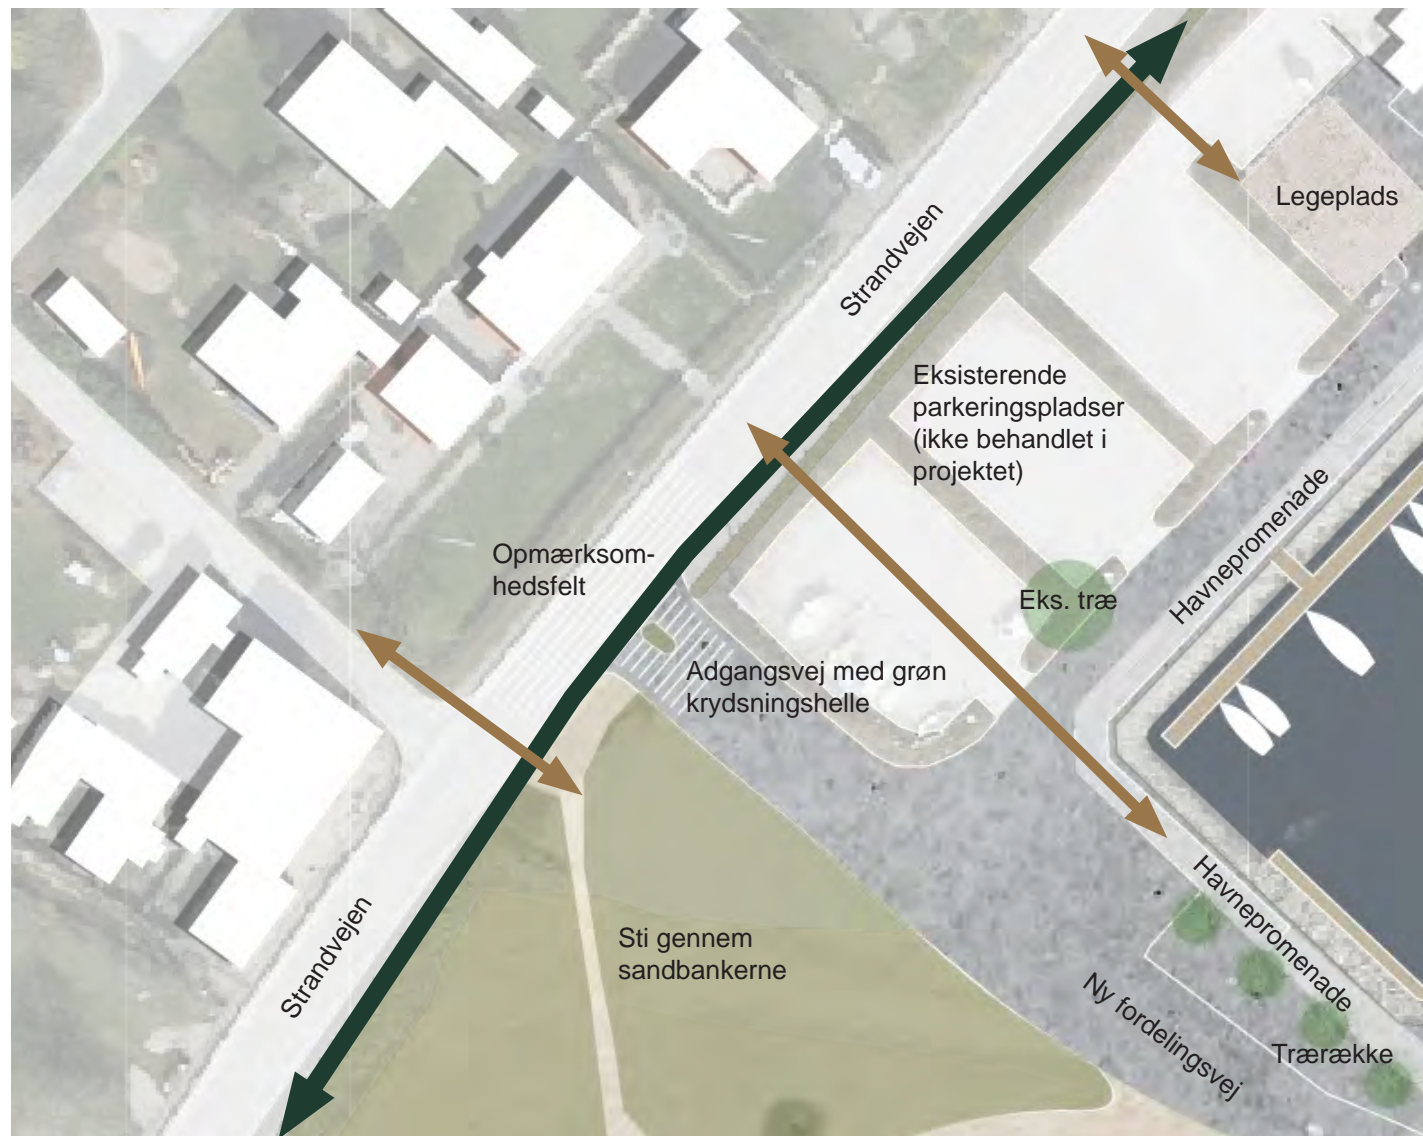 Legeplads
Strandvejen
Eksisterende
parkeringspladser
(ikke behandlet i
projektet)
Havnepromenade
Opmærksom-
hedsfelt
Eks. træ
Adgangsvej med grøn
krydsningshelle
Havnepromenade
Strandvejen
Sti gennem
sandbankerne
Ny fordelingsvej
Trærække